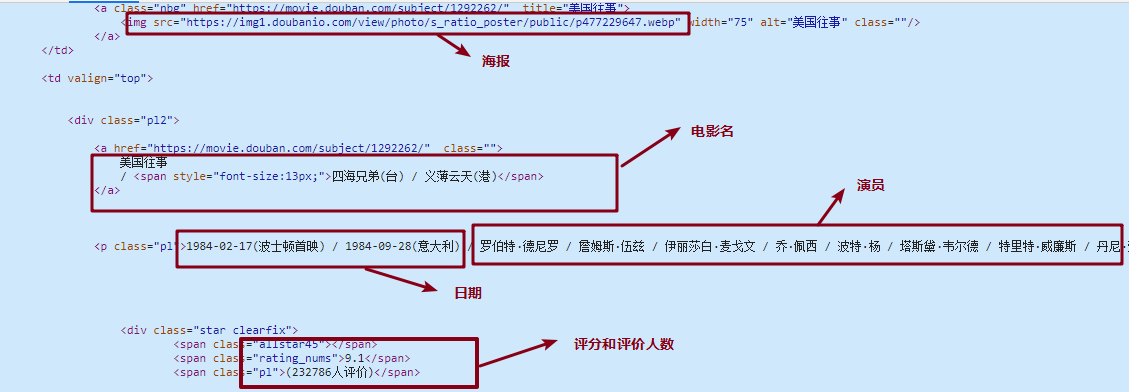 <a class="nbg" href="https://movie.douban.com/subject/1292262/"  title="美国往事">
<img src="https://img1.doubanio.com/view/photo/s_ratio_poster/public/p477229647.webp" width="75" alt="美国往事" class=""/>
</a>
海报
</td>
<td valign="top">
<div class="pl2">
电影名
<a href="https://movie.douban.com/subject/1292262/"  class="">
美国往事
/ <span style="font-size:13px;">四海兄弟(台) / 义薄云天(港)</span>
</a>
演员
<p class="pl">1984-02-17(波士顿首映) / 1984-09-28(意大利) / 罗伯特·德尼罗 / 詹姆斯·伍兹 / 伊丽莎白·麦戈文 / 乔·佩西 / 波特·杨 / 塔斯黛·韦尔德 / 特里特·威廉斯 / 丹尼·
日期
<div class="star clearfix">
<span class="allstar45"></span>
评分和评价人数
<span class="rating_nums">9.1</span>
<span class="pl">(232786人评价)</span>